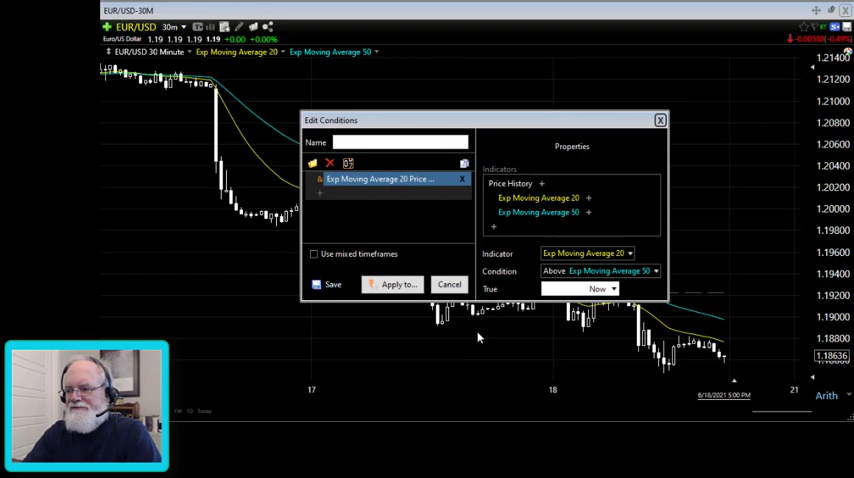 EUR/USD-30M
EUR/USD 30m
Euro/US Dollar 1.19 1.19 1.19 1.19 +0.00 +0.00%
-0.00588 (-0.49%)
EUR/USD 30 Minute Exp Moving Average 20 Exp Moving Average 50
1.21400
1.21200
1.21000
1.20800
1.20600
1.20400
1.20200
1.20000
1.19800
1.19600
1.19400
1.19200
1.19000
1.18800
1.18636
Edit Conditions
Name
Exp Moving Average 20 Price ...
X
Use mixed timeframes
Save
Apply to...
Cancel
Properties
Indicators
Price History +
Exp Moving Average 20 +
Exp Moving Average 50 +
+
Indicator Exp Moving Average 20
Condition Above Exp Moving Average 50
True Now
17
18
21
6/18/2021 5:00 PM
Arith
1W 1D Today